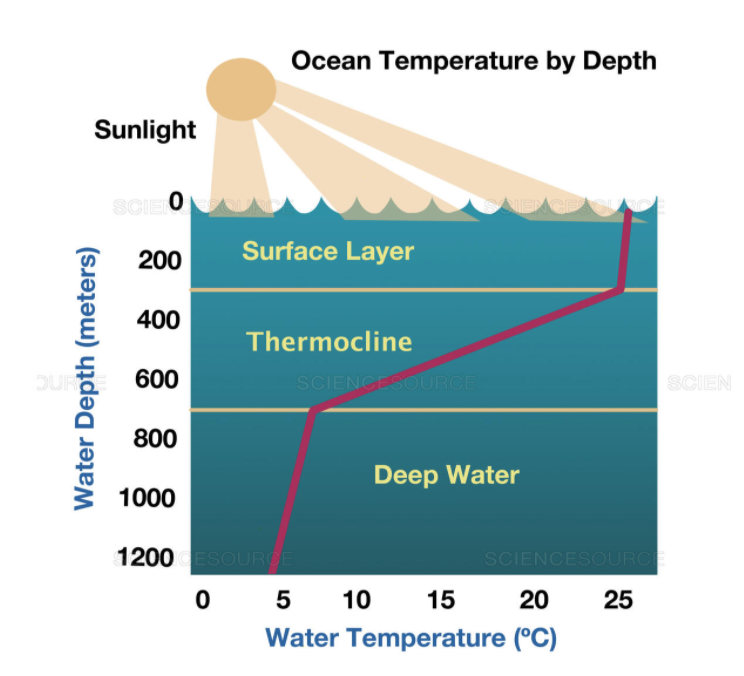 Ocean Temperature by Depth
Sunlight
0
200
400
600
800
1000
1200
Water Depth (meters)
Surface Layer
Thermocline
Deep Water
SCIENCESOURCE
SCIENCESOURCE
0 5 10 15 20 25
Water Temperature (ºC)